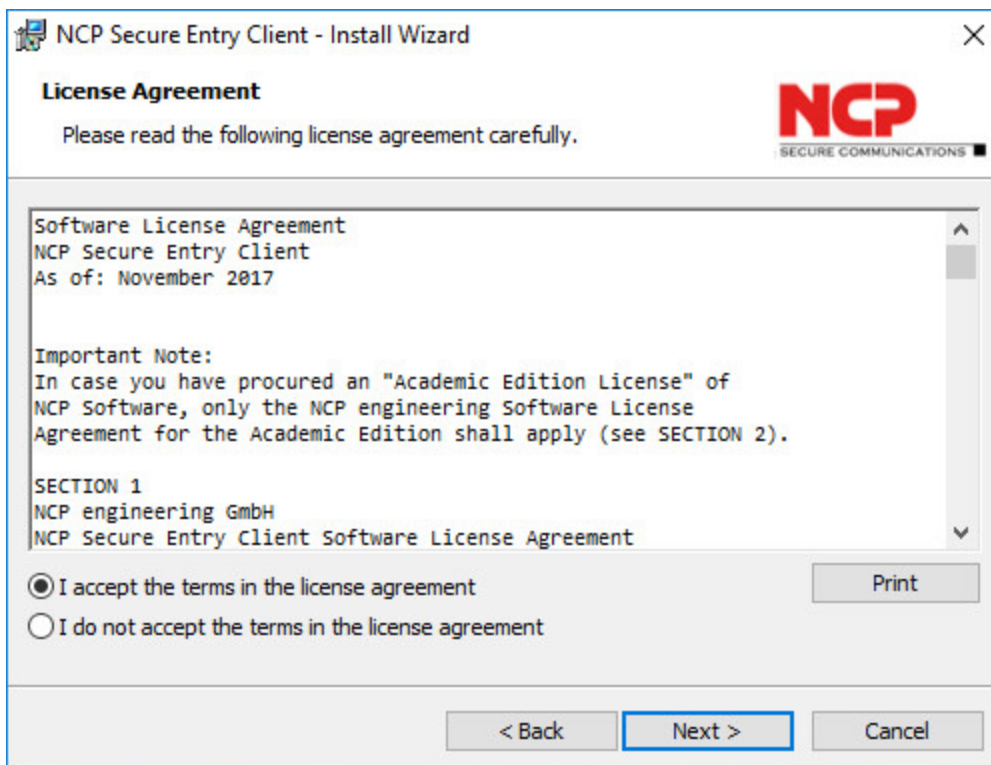 NCP Secure Entry Client - Install Wizard
License Agreement
Please read the following license agreement carefully.
NCP
SECURE COMMUNICATIONS
Software License Agreement
NCP Secure Entry Client
As of: November 2017
Important Note:
In case you have procured an "Academic Edition License" of
NCP Software, only the NCP engineering Software License
Agreement for the Academic Edition shall apply (see SECTION 2).
SECTION 1
NCP engineering GmbH
NCP Secure Entry Client Software License Agreement
I accept the terms in the license agreement
Print
I do not accept the terms in the license agreement
< Back
Next >
Cancel